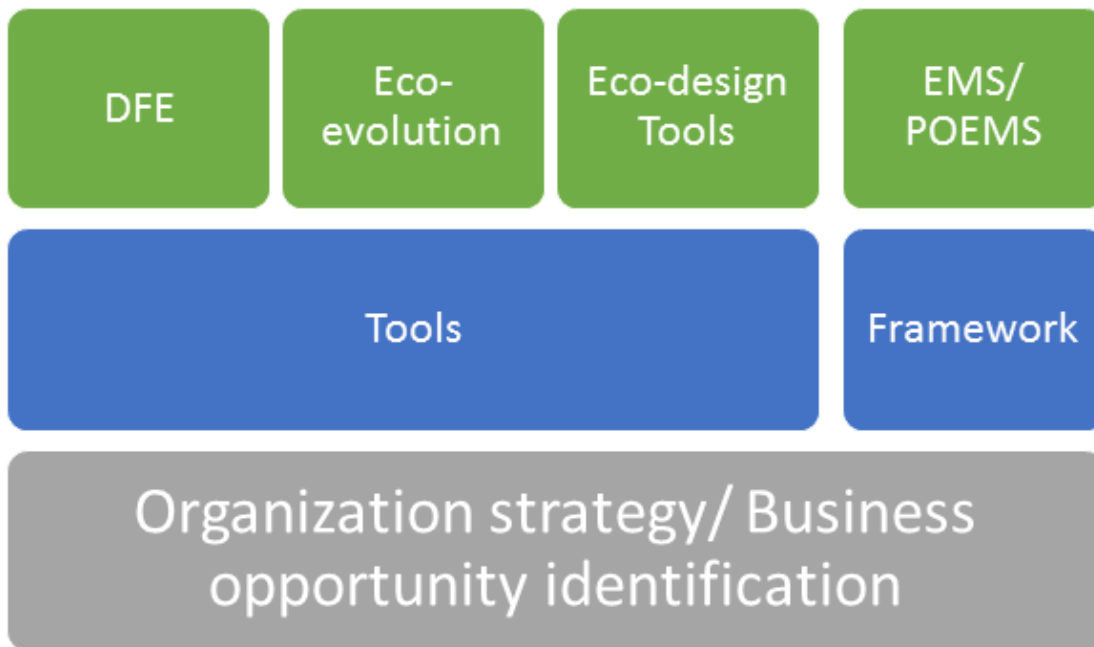 DFE
Eco-
evolution
Eco-design
Tools
EMS/
POEMS
Tools
Framework
Organization strategy/ Business
opportunity identification